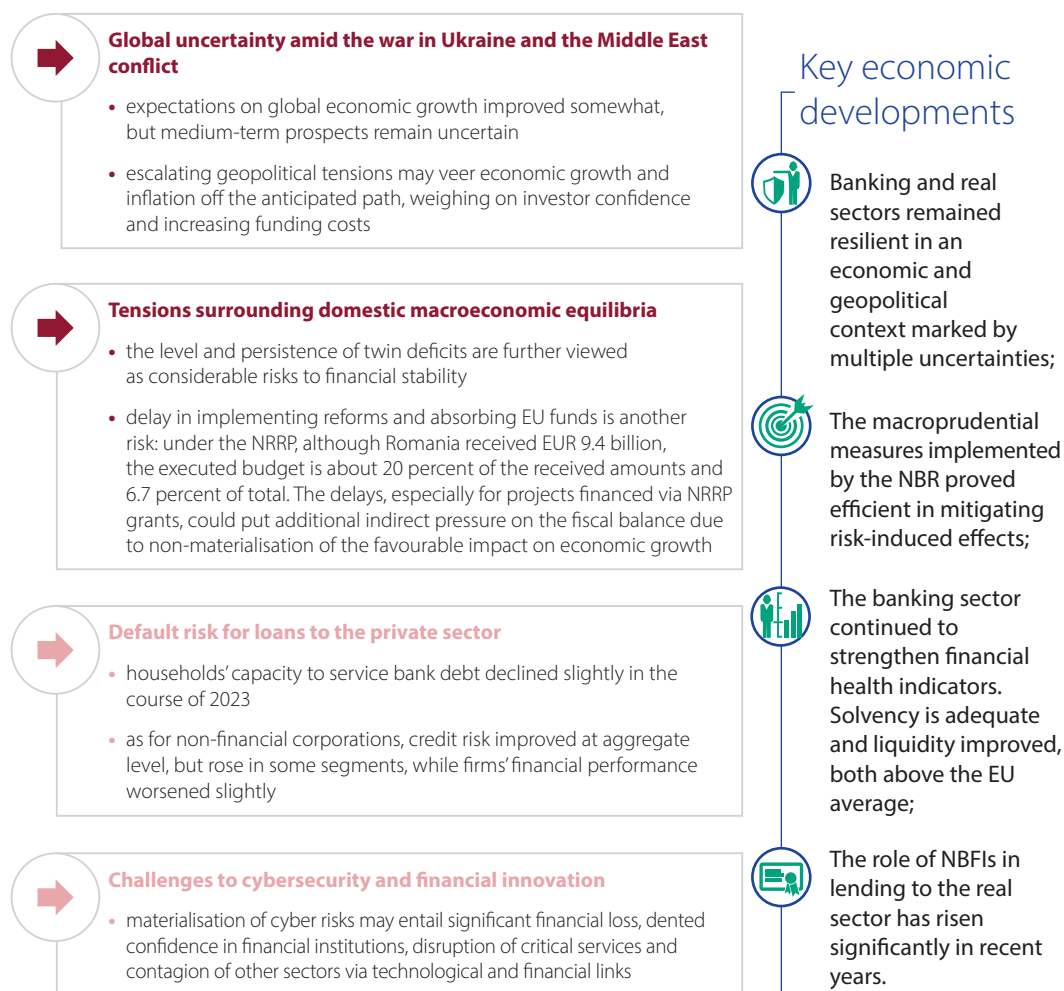 Global uncertainty amid the war in Ukraine and the Middle East
conflict
• expectations on global economic growth improved somewhat,
but medium-term prospects remain uncertain
• escalating geopolitical tensions may veer economic growth and
inflation off the anticipated path, weighing on investor confidence
and increasing funding costs
Tensions surrounding domestic macroeconomic equilibria
• the level and persistence of twin deficits are further viewed
as considerable risks to financial stability
• delay in implementing reforms and absorbing EU funds is another
risk: under the NRRP, although Romania received EUR 9.4 billion,
the executed budget is about 20 percent of the received amounts and
6.7 percent of total. The delays, especially for projects financed via NRRP
grants, could put additional indirect pressure on the fiscal balance due
to non-materialisation of the favourable impact on economic growth
Default risk for loans to the private sector
• households' capacity to service bank debt declined slightly in the
course of 2023
• as for non-financial corporations, credit risk improved at aggregate
level, but rose in some segments, while firms' financial performance
worsened slightly
Challenges to cybersecurity and financial innovation
• materialisation of cyber risks may entail significant financial loss, dented
confidence in financial institutions, disruption of critical services and
contagion of other sectors via technological and financial links
Key economic
developments
Banking and real
sectors remained
resilient in an
economic and
geopolitical
context marked by
multiple uncertainties;
The macroprudential
measures implemented
by the NBR proved
efficient in mitigating
risk-induced effects;
The banking sector
continued to
strengthen financial
health indicators.
Solvency is adequate
and liquidity improved,
both above the EU
average;
The role of NBFIs in
lending to the real
sector has risen
significantly in recent
years.